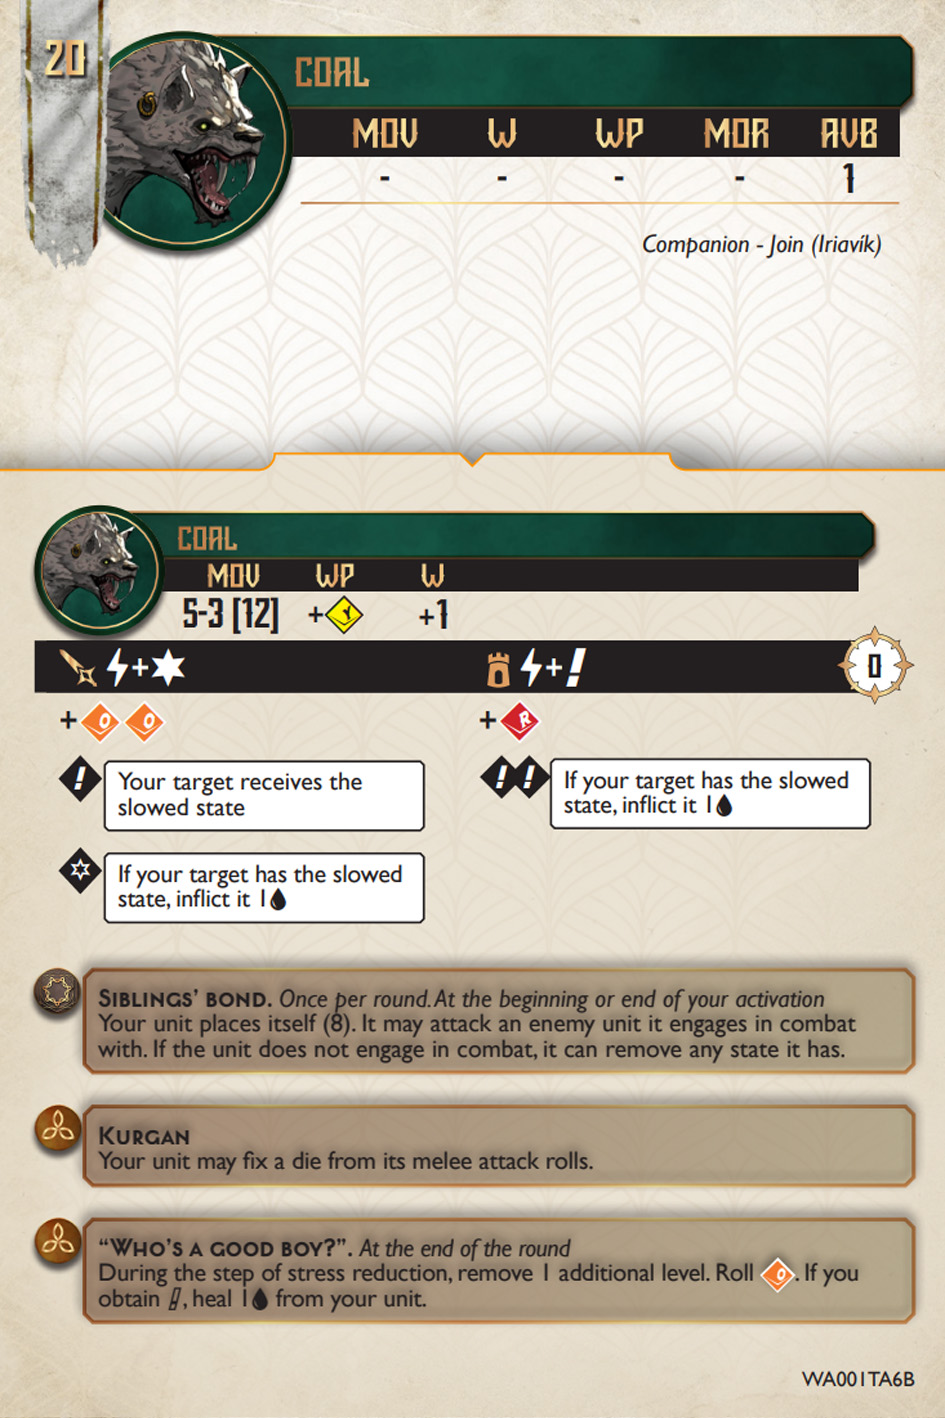 20
COAL
MOV W WP MOR AVB
- - - - 1
Companion - Join (Iriavík)
COAL
MOV WP W
5-3 [12] + Y +1
+
+ !
0
+ O O
+ R
!
Your target receives the
slowed state
! !
If your target has the slowed
state, inflict it 1
If your target has the slowed
state, inflict it 1
SIBLINGS' BOND. Once per round. At the beginning or end of your activation
Your unit places itself (8). It may attack an enemy unit it engages in combat
with. If the unit does not engage in combat, it can remove any state it has.
KURGAN
Your unit may fix a die from its melee attack rolls.
“WHO'S A GOOD BOY?”. At the end of the round
During the step of stress reduction, remove 1 additional level. Roll O. If you
obtain !, heal 1 from your unit.
WA001TA6B